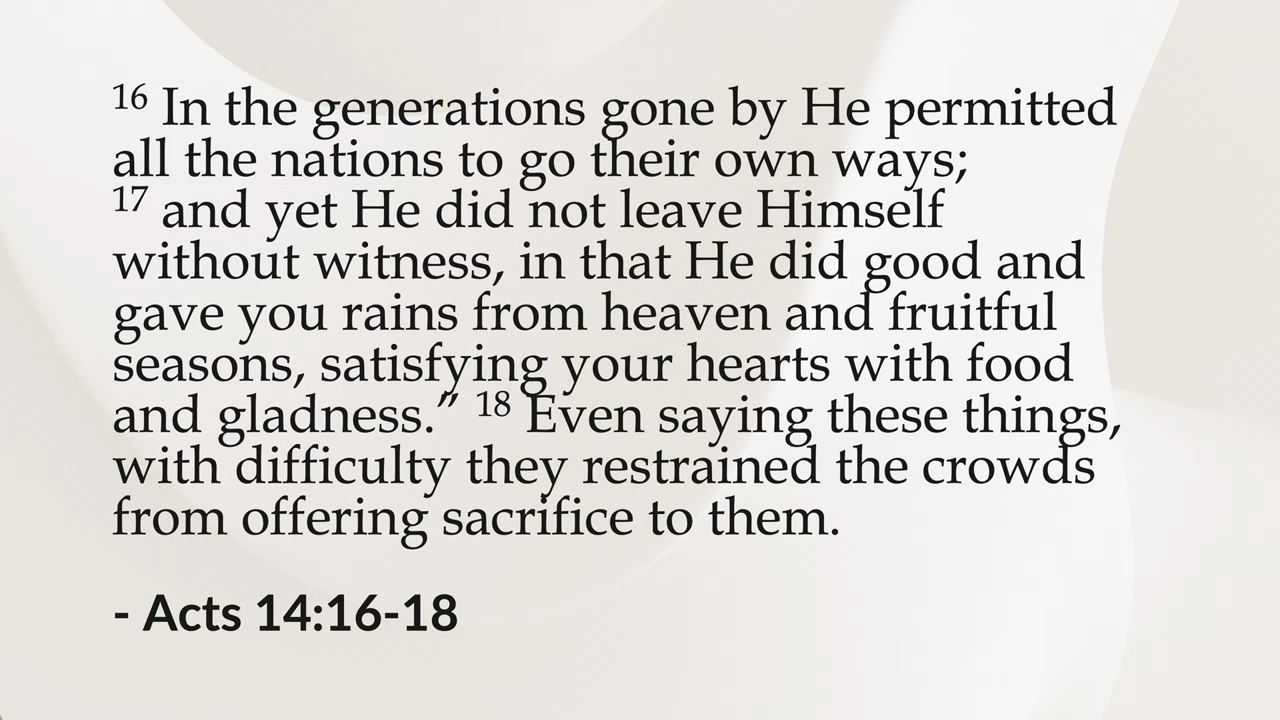 16 In the generations gone by He permitted
all the nations to go their own ways;
17 and yet He did not leave Himself
without witness, in that He did good and
gave you rains from heaven and fruitful
seasons, satisfying your hearts with food
and gladness.” 18 Even saying these things,
with difficulty they restrained the crowds
from offering sacrifice to them.
- Acts 14:16-18